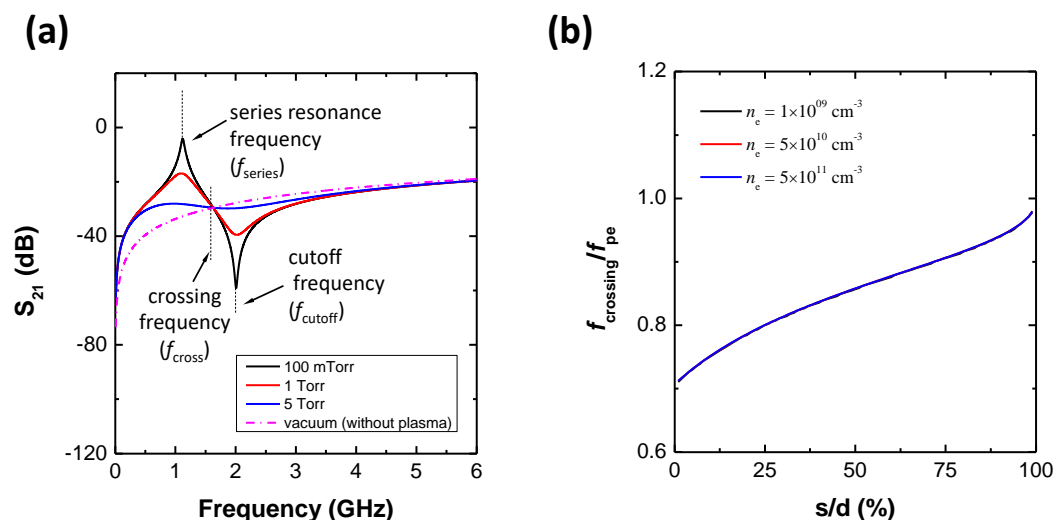 (a)
S21 (dB)
0
-40
-80
-120
series resonance
frequency
(fseries)
crossing
frequency
(fcross)
cutoff
frequency
(fcutoff)
100 mTorr
1 Torr
5 Torr
vacuum (without plasma)
0 1 2 3 4 5 6
Frequency (GHz)
(b)
fcrossing/fpe
1.2
1.0
0.8
0.6
ne = 1×10^09 cm^-3
ne = 5×10^10 cm^-3
ne = 5×10^11 cm^-3
0 25 50 75 100
s/d (%)